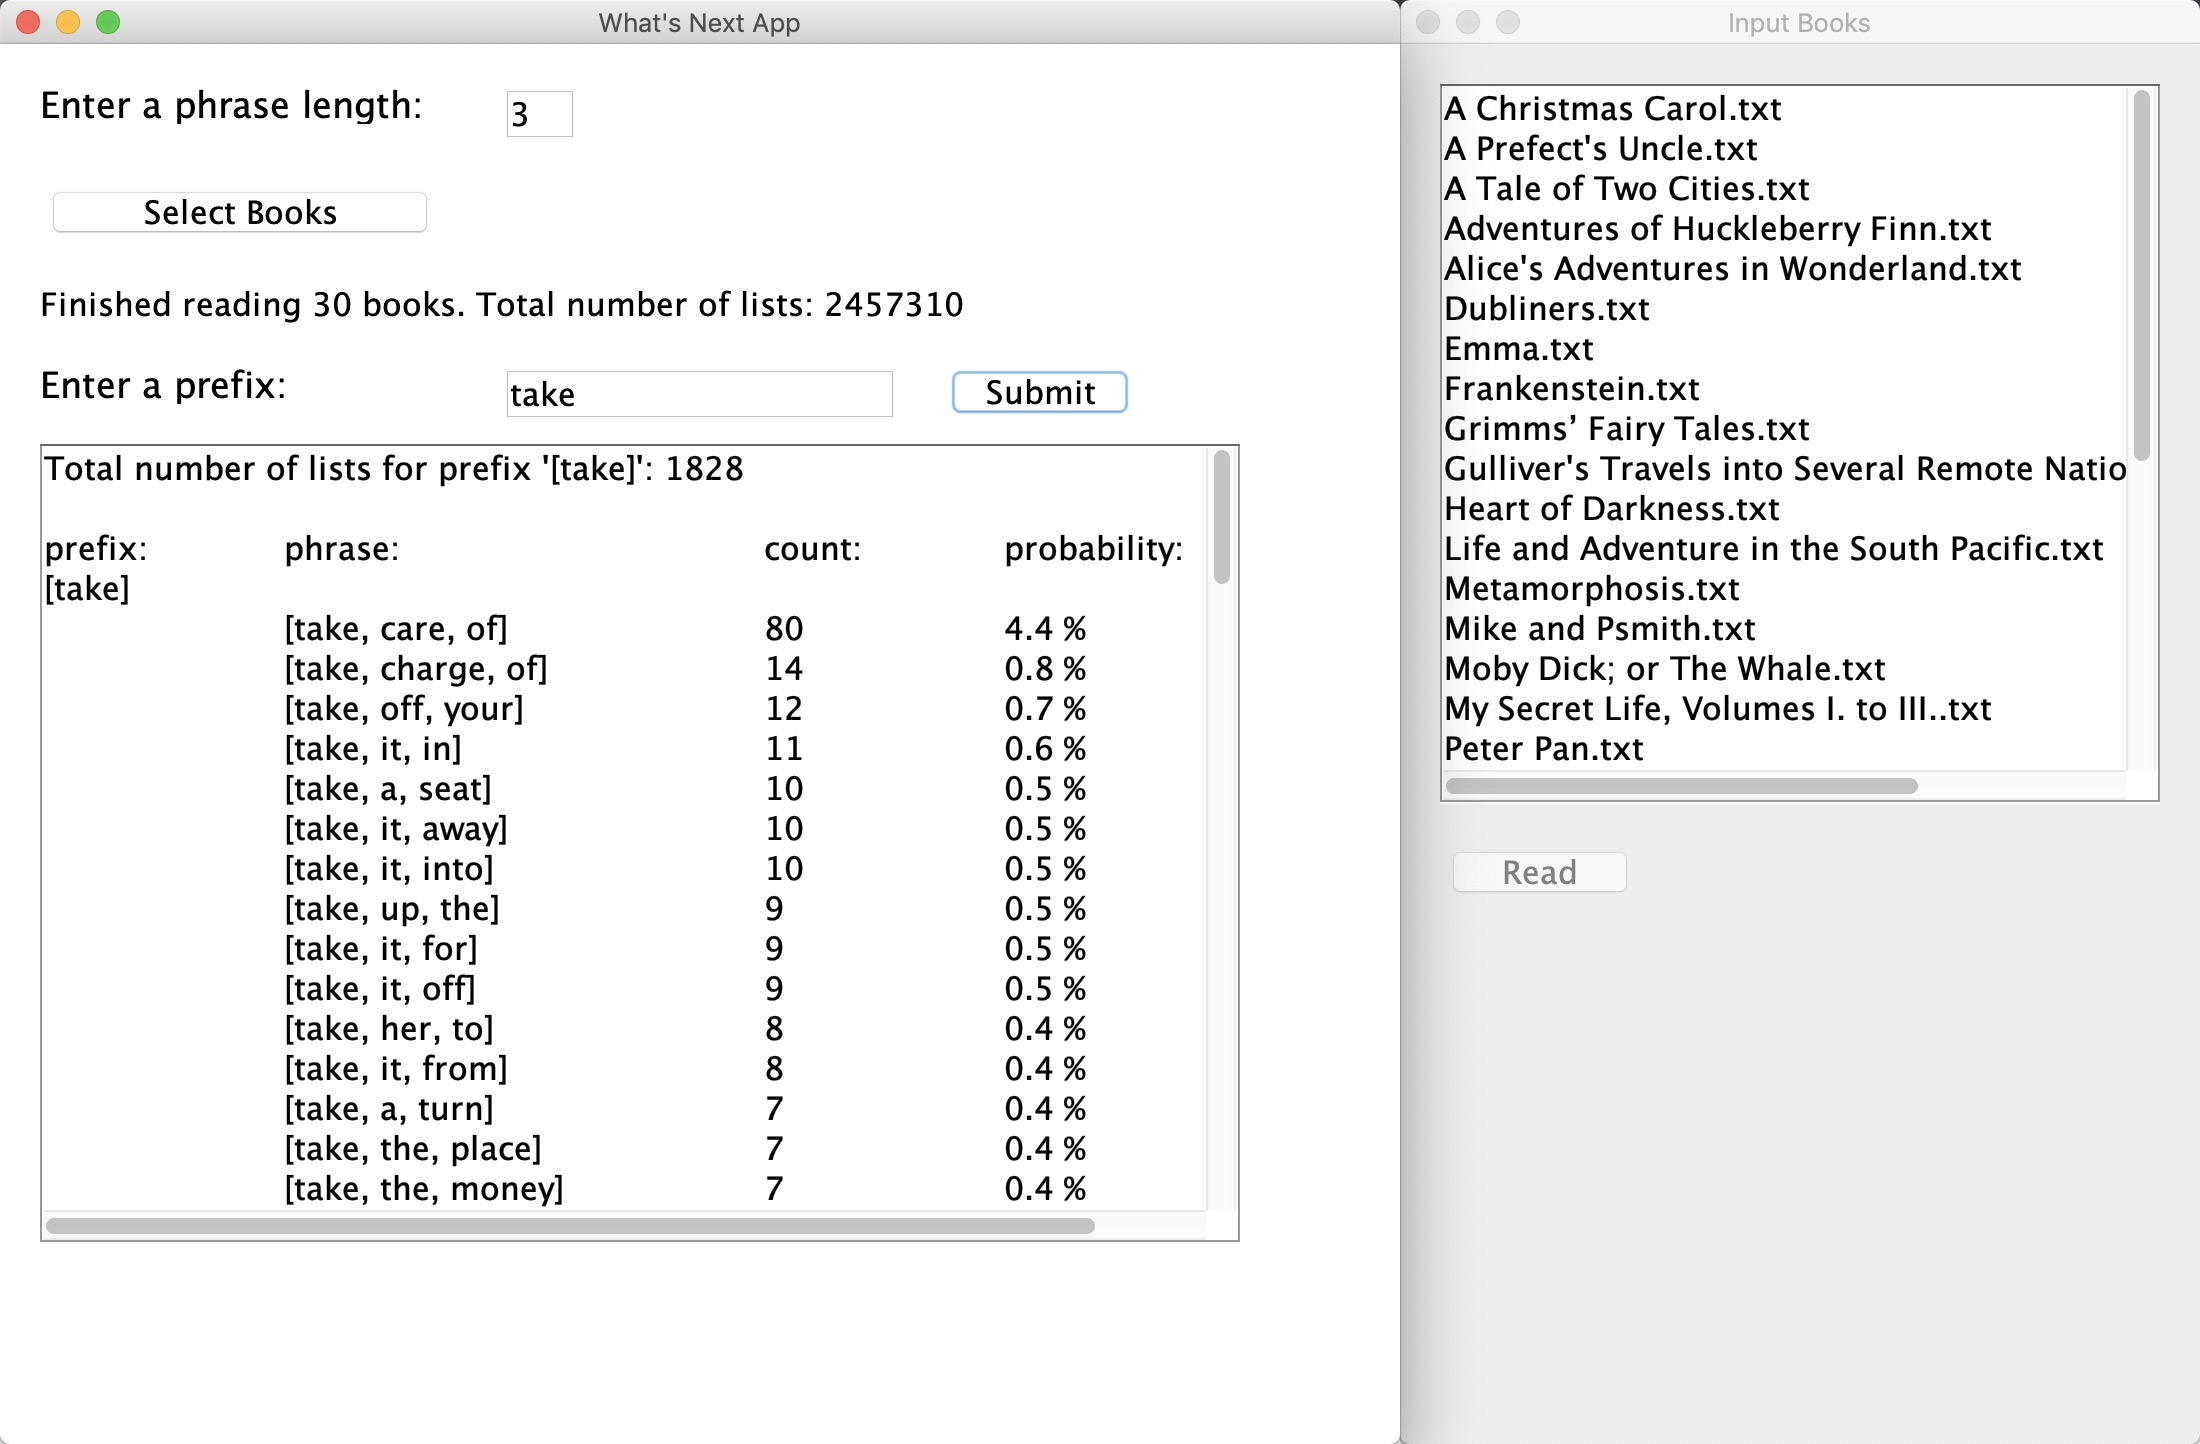 What's Next App
Enter a phrase length: 3
Select Books
Finished reading 30 books. Total number of lists: 2457310
Enter a prefix: take Submit
Total number of lists for prefix '[take]': 1828
prefix: phrase: count: probability:
[take]
[take, care, of] 80 4.4 %
[take, charge, of] 14 0.8 %
[take, off, your] 12 0.7 %
[take, it, in] 11 0.6 %
[take, a, seat] 10 0.5 %
[take, it, away] 10 0.5 %
[take, it, into] 10 0.5 %
[take, up, the] 9 0.5 %
[take, it, for] 9 0.5 %
[take, it, off] 9 0.5 %
[take, her, to] 8 0.4 %
[take, it, from] 8 0.4 %
[take, a, turn] 7 0.4 %
[take, the, place] 7 0.4 %
[take, the, money] 7 0.4 %
Input Books
A Christmas Carol.txt
A Prefect's Uncle.txt
A Tale of Two Cities.txt
Adventures of Huckleberry Finn.txt
Alice's Adventures in Wonderland.txt
Dubliners.txt
Emma.txt
Frankenstein.txt
Grimms’ Fairy Tales.txt
Gulliver's Travels into Several Remote Natio
Heart of Darkness.txt
Life and Adventure in the South Pacific.txt
Metamorphosis.txt
Mike and Psmith.txt
Moby Dick; or The Whale.txt
My Secret Life, Volumes I. to III..txt
Peter Pan.txt
Read